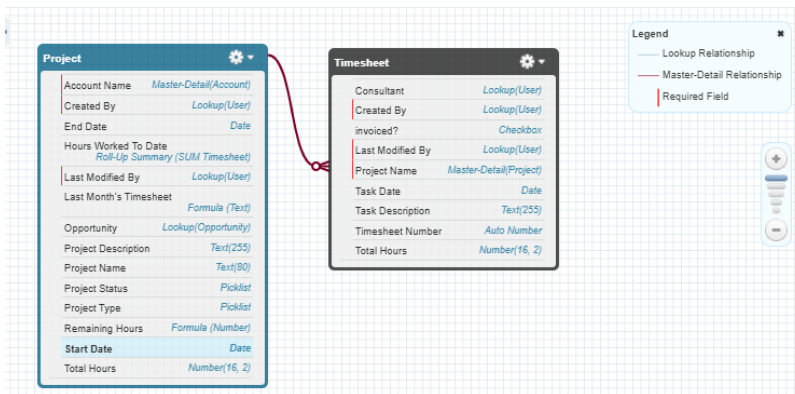 Project
Account Name Master-Detail(Account)
Created By Lookup(User)
End Date Date
Hours Worked To Date
Roll-Up Summary (SUM Timesheet)
Last Modified By Lookup(User)
Last Month's Timesheet
Formula (Text)
Opportunity Lookup(Opportunity)
Project Description Text(255)
Project Name Text(80)
Project Status Picklist
Project Type Picklist
Remaining Hours Formula (Number)
Start Date Date
Total Hours Number(16, 2)
Timesheet
Consultant Lookup(User)
Created By Lookup(User)
invoiced? Checkbox
Last Modified By Lookup(User)
Project Name Master-Detail(Project)
Task Date Date
Task Description Text(255)
Timesheet Number Auto Number
Total Hours Number(16, 2)
Legend
Lookup Relationship
Master-Detail Relationship
Required Field